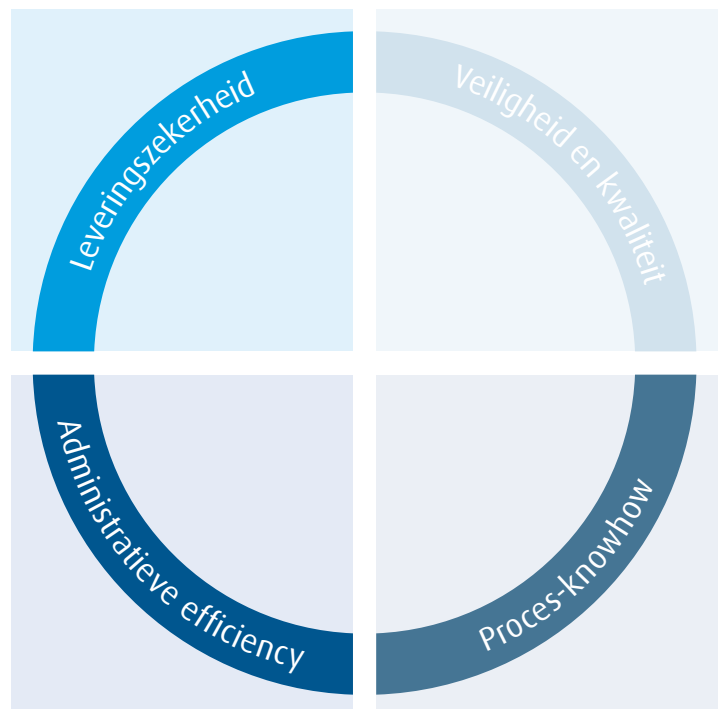 Leveringszekerheid
Veiligheid en kwaliteit
Administratieve efficiency
Proces-knowhow